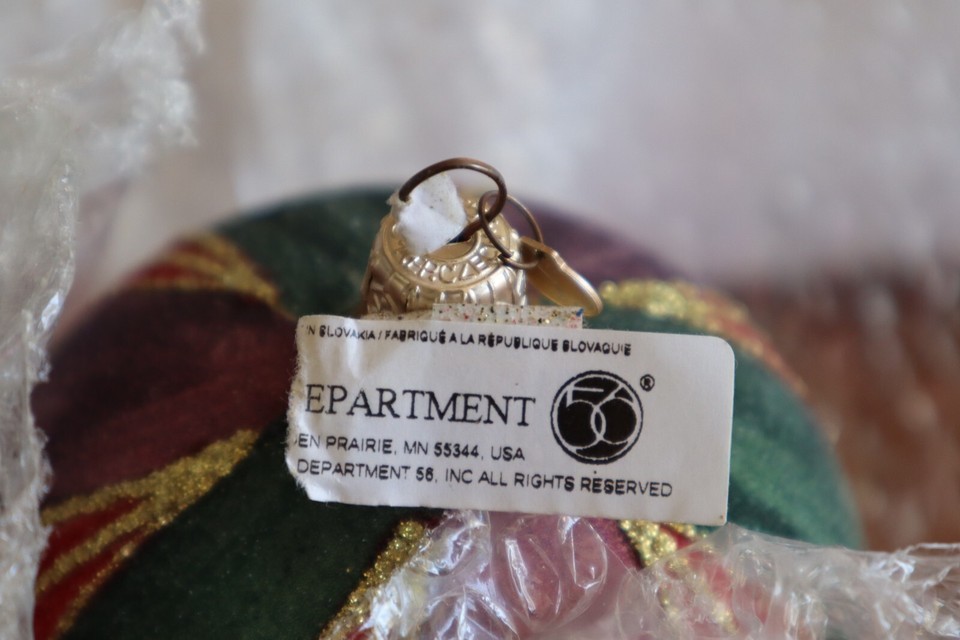 N SLOVAKIA / FABRIQUÉ A LA RÉPUBLIQUE SLOVAQUIE
EPARTMENT 56®
EN PRAIRIE, MN 55344, USA
DEPARTMENT 56, INC ALL RIGHTS RESERVED